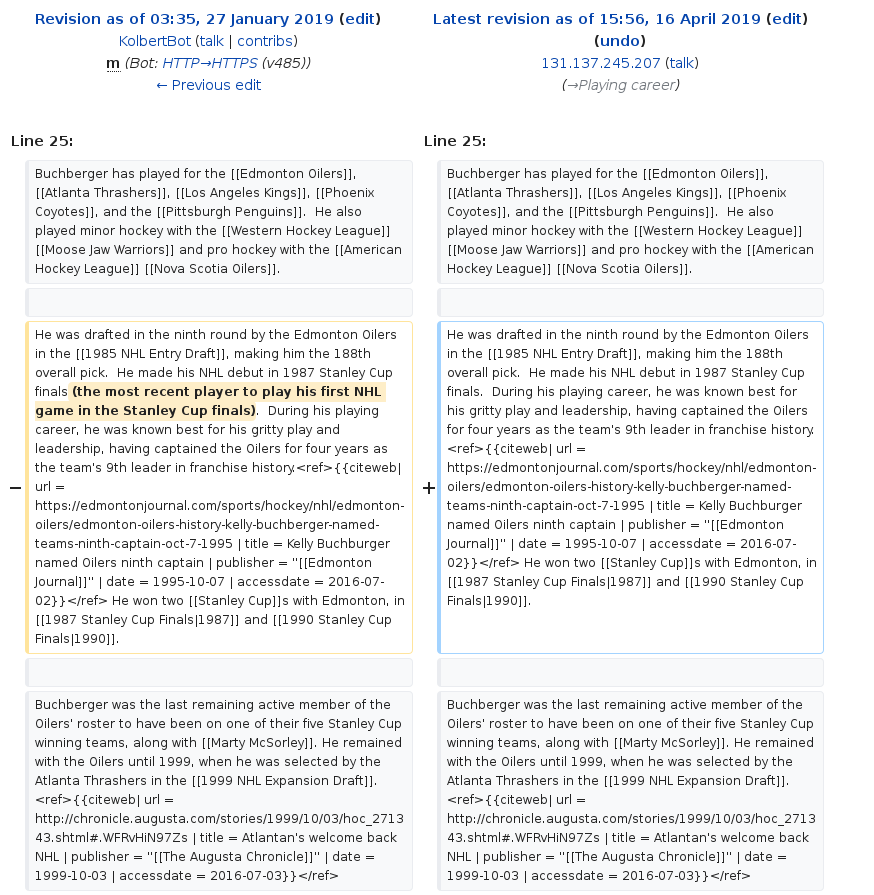 Revision as of 03:35, 27 January 2019 (edit)
KolbertBot (talk | contribs)
m (Bot: HTTP→HTTPS (v485))
← Previous edit
Latest revision as of 15:56, 16 April 2019 (edit)
(undo)
131.137.245.207 (talk)
(→Playing career)
Line 25:
Buchberger has played for the [[Edmonton Oilers]],
[[Atlanta Thrashers]], [[Los Angeles Kings]], [[Phoenix
Coyotes]], and the [[Pittsburgh Penguins]].  He also
played minor hockey with the [[Western Hockey League]]
[[Moose Jaw Warriors]] and pro hockey with the [[American
Hockey League]] [[Nova Scotia Oilers]].
−
He was drafted in the ninth round by the Edmonton Oilers
in the [[1985 NHL Entry Draft]], making him the 188th
overall pick.  He made his NHL debut in 1987 Stanley Cup
finals (the most recent player to play his first NHL
game in the Stanley Cup finals).  During his playing
career, he was known best for his gritty play and
leadership, having captained the Oilers for four years as
the team's 9th leader in franchise history.<ref>{{citeweb|
url =
https://edmontonjournal.com/sports/hockey/nhl/edmonton-
oilers/edmonton-oilers-history-kelly-buchberger-named-
teams-ninth-captain-oct-7-1995 | title = Kelly Buchburger
named Oilers ninth captain | publisher = ''[[Edmonton
Journal]]'' | date = 1995-10-07 | accessdate = 2016-07-
02}}</ref> He won two [[Stanley Cup]]s with Edmonton, in
[[1987 Stanley Cup Finals|1987]] and [[1990 Stanley Cup
Finals|1990]].
Buchberger was the last remaining active member of the
Oilers' roster to have been on one of their five Stanley Cup
winning teams, along with [[Marty McSorley]]. He remained
with the Oilers until 1999, when he was selected by the
Atlanta Thrashers in the [[1999 NHL Expansion Draft]].
<ref>{{citeweb| url =
http://chronicle.augusta.com/stories/1999/10/03/hoc_2713
43.shtml#.WFRvHiN97Zs | title = Atlantan's welcome back
NHL | publisher = ''[[The Augusta Chronicle]]'' | date =
1999-10-03 | accessdate = 2016-07-03}}</ref>
Line 25:
Buchberger has played for the [[Edmonton Oilers]],
[[Atlanta Thrashers]], [[Los Angeles Kings]], [[Phoenix
Coyotes]], and the [[Pittsburgh Penguins]].  He also
played minor hockey with the [[Western Hockey League]]
[[Moose Jaw Warriors]] and pro hockey with the [[American
Hockey League]] [[Nova Scotia Oilers]].
+
He was drafted in the ninth round by the Edmonton Oilers
in the [[1985 NHL Entry Draft]], making him the 188th
overall pick.  He made his NHL debut in 1987 Stanley Cup
finals.  During his playing career, he was known best for
his gritty play and leadership, having captained the Oilers
for four years as the team's 9th leader in franchise history.
<ref>{{citeweb| url =
https://edmontonjournal.com/sports/hockey/nhl/edmonton-
oilers/edmonton-oilers-history-kelly-buchberger-named-
teams-ninth-captain-oct-7-1995 | title = Kelly Buchburger
named Oilers ninth captain | publisher = ''[[Edmonton
Journal]]'' | date = 1995-10-07 | accessdate = 2016-07-
02}}</ref> He won two [[Stanley Cup]]s with Edmonton, in
[[1987 Stanley Cup Finals|1987]] and [[1990 Stanley Cup
Finals|1990]].
Buchberger was the last remaining active member of the
Oilers' roster to have been on one of their five Stanley Cup
winning teams, along with [[Marty McSorley]]. He remained
with the Oilers until 1999, when he was selected by the
Atlanta Thrashers in the [[1999 NHL Expansion Draft]].
<ref>{{citeweb| url =
http://chronicle.augusta.com/stories/1999/10/03/hoc_2713
43.shtml#.WFRvHiN97Zs | title = Atlantan's welcome back
NHL | publisher = ''[[The Augusta Chronicle]]'' | date =
1999-10-03 | accessdate = 2016-07-03}}</ref>